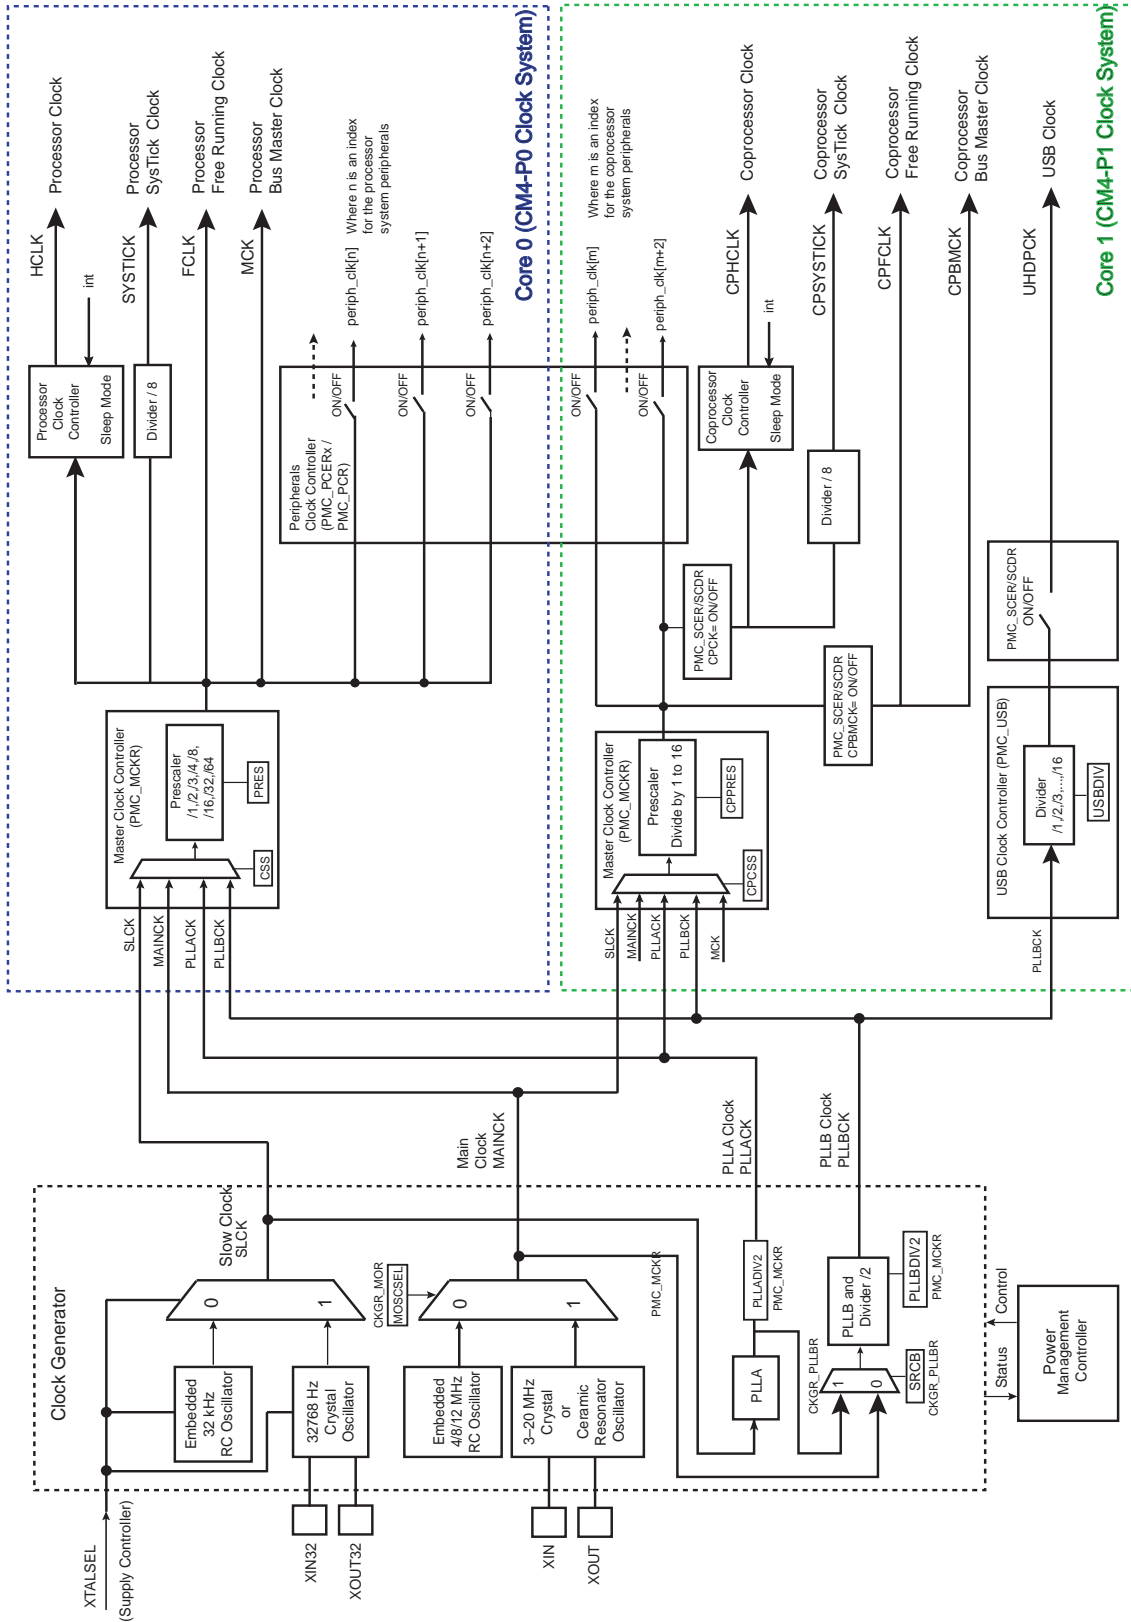 Clock Generator
XTALSEL
(Supply Controller)
Embedded
32 kHz
RC Oscillator
32768 Hz
Crystal
Oscillator
XIN32
XOUT32
0
1
Slow Clock
SLCK
CKGR_MOR
MOSCSEL
Embedded
4/8/12 MHz
RC Oscillator
3–20 MHz
Crystal
or
Ceramic
Resonator
Oscillator
XIN
XOUT
0
1
Main
Clock
MAINCK
PMC_MCKR
PLLA
PLLADIV2
PMC_MCKR
PLLA Clock
PLLACK
CKGR_PLLBR
1
0
SRCB
CKGR_PLLBR
PLLB and
Divider /2
PLLBDIV2
PMC_MCKR
PLLB Clock
PLLBCK
Status
Control
Power
Management
Controller
SLCK
MAINCK
PLLACK
PLLBCK
Master Clock Controller
(PMC_MCKR)
Prescaler
/1,/2,/3,/4,/8,
/16,/32,/64
CSS
PRES
Processor
Clock
Controller
Sleep Mode
Divider / 8
HCLK
Processor Clock
int
SYSTICK
Processor
SysTick Clock
FCLK
Processor
Free Running Clock
MCK
Processor
Bus Master Clock
Peripherals
Clock Controller
(PMC_PCERx /
PMC_PCR)
ON/OFF
ON/OFF
ON/OFF
periph_clk[n]
periph_clk[n+1]
periph_clk[n+2]
Where n is an index
for the processor
system peripherals
Core 0 (CM4-P0 Clock System)
SLCK
MAINCK
PLLACK
PLLBCK
MCK
Master Clock Controller
(PMC_MCKR)
Prescaler
Divide by 1 to 16
CPCSS
CPPRES
ON/OFF
ON/OFF
periph_clk[m]
periph_clk[m+2]
Where m is an index
for the coprocessor
system peripherals
PMC_SCER/SCDR
CPCK= ON/OFF
Coprocessor
Clock
Controller
Sleep Mode
CPHCLK
Coprocessor Clock
int
Divider / 8
CPSYSTICK
Coprocessor
SysTick Clock
PMC_SCER/SCDR
CPBMCK= ON/OFF
CPFCLK
Coprocessor
Free Running Clock
CPBMCK
Coprocessor
Bus Master Clock
PLLBCK
USB Clock Controller (PMC_USB)
Divider
/1,/2,/3,.../16
USBDIV
PMC_SCER/SCDR
ON/OFF
UHDPCK
USB Clock
Core 1 (CM4-P1 Clock System)